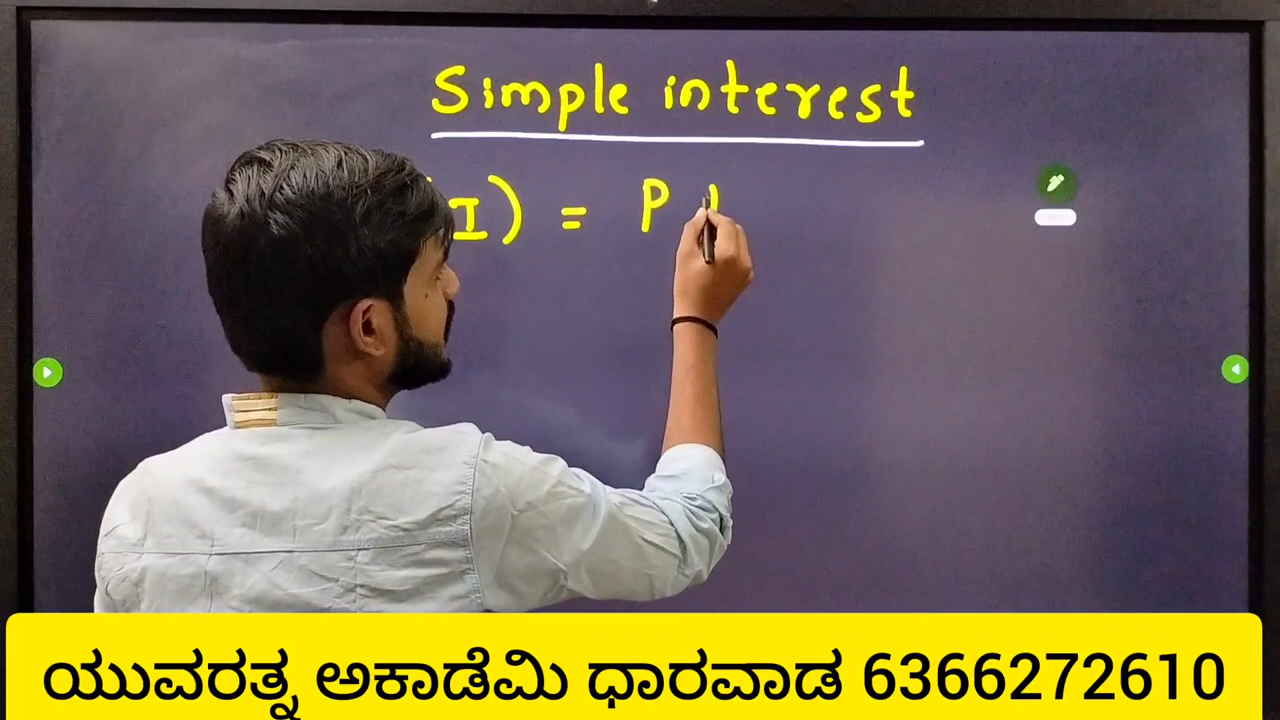 Simple interest
I) = P
ಯುವರತ್ನ ಅಕಾಡೆಮಿ ಧಾರವಾಡ 6366272610